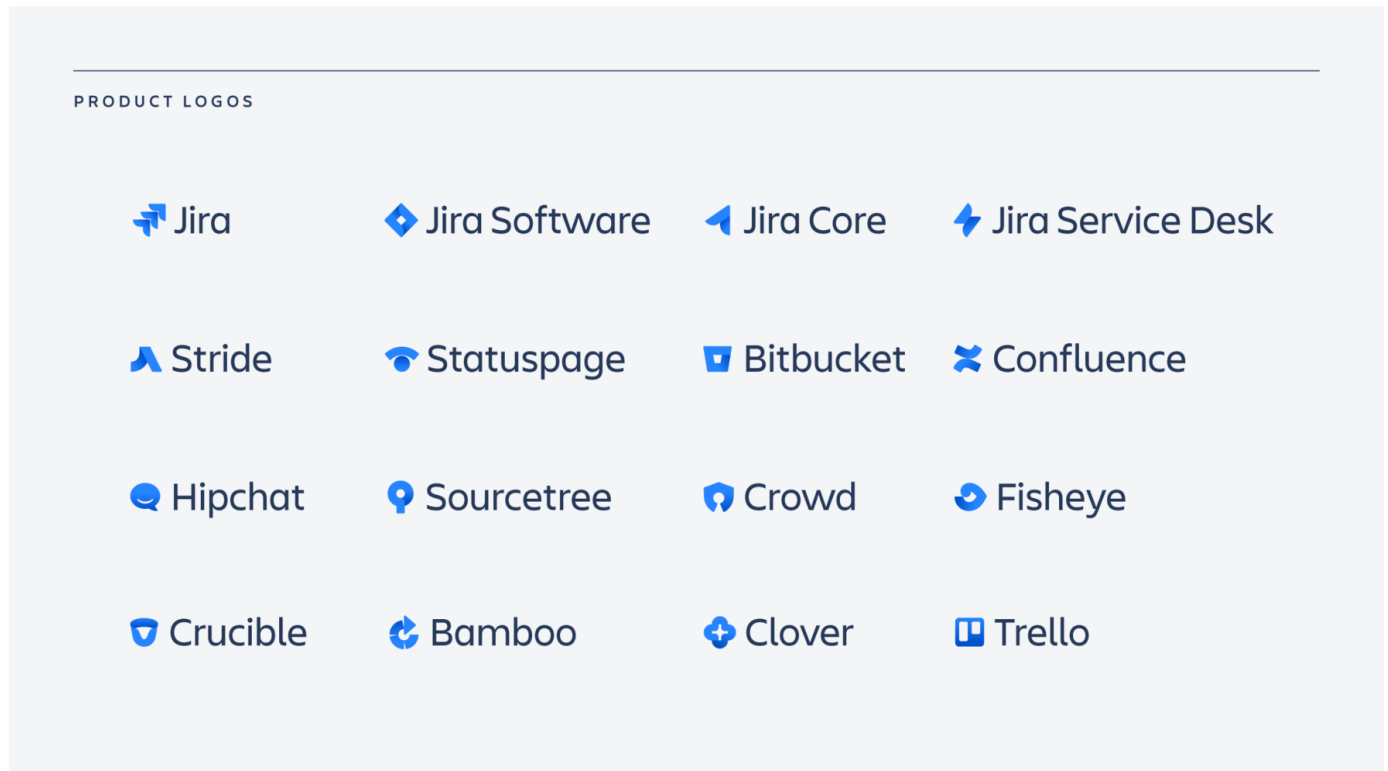 PRODUCT LOGOS
Jira
Jira Software
Jira Core
Jira Service Desk
Stride
Statuspage
Bitbucket
Confluence
Hipchat
Sourcetree
Crowd
Fisheye
Crucible
Bamboo
Clover
Trello